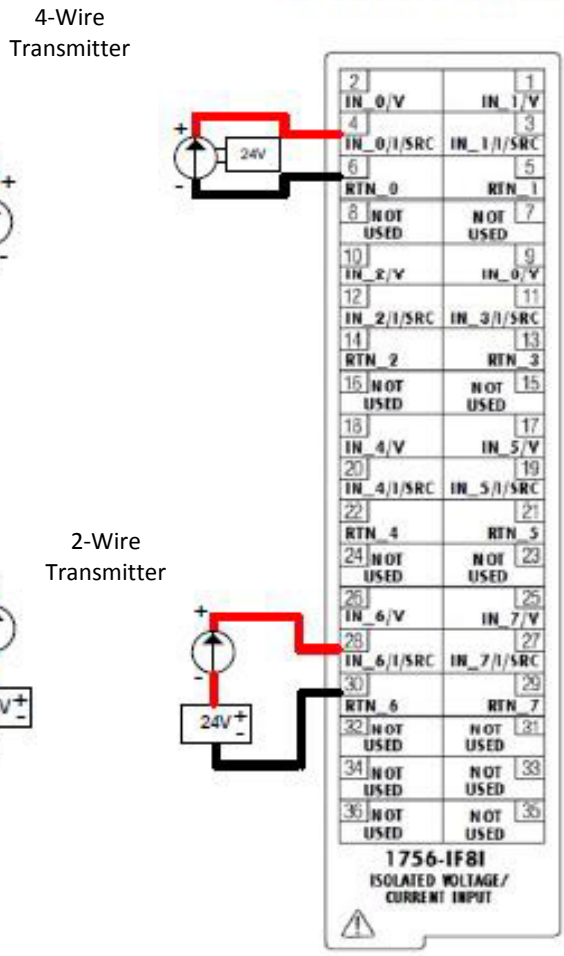 4-Wire
Transmitter
+
-
24V
+
-
2 1
IN_0/V IN_1/V
4 3
IN_0/I/SRC IN_1/I/SRC
6 5
RTN_0 RTN_1
8 NOT NOT 7
USED USED
10 9
IN_2/V IN_0/V
12 11
IN_2/I/SRC IN_3/I/SRC
14 13
RTN_2 RTN_3
16 NOT NOT 15
USED USED
18 17
IN_4/V IN_5/V
20 19
IN_4/I/SRC IN_5/I/SRC
22 21
RTN_4 RTN_5
24 NOT NOT 23
USED USED
2-Wire
Transmitter
26 25
IN_6/V IN_7/V
28 27
IN_6/I/SRC IN_7/I/SRC
30 29
RTN_6 RTN_7
32 NOT NOT 31
USED USED
34 NOT NOT 33
USED USED
36 NOT NOT 35
USED USED
+
-
24V +
-
V +
-
1756-IF8I
ISOLATED VOLTAGE/
CURRENT INPUT